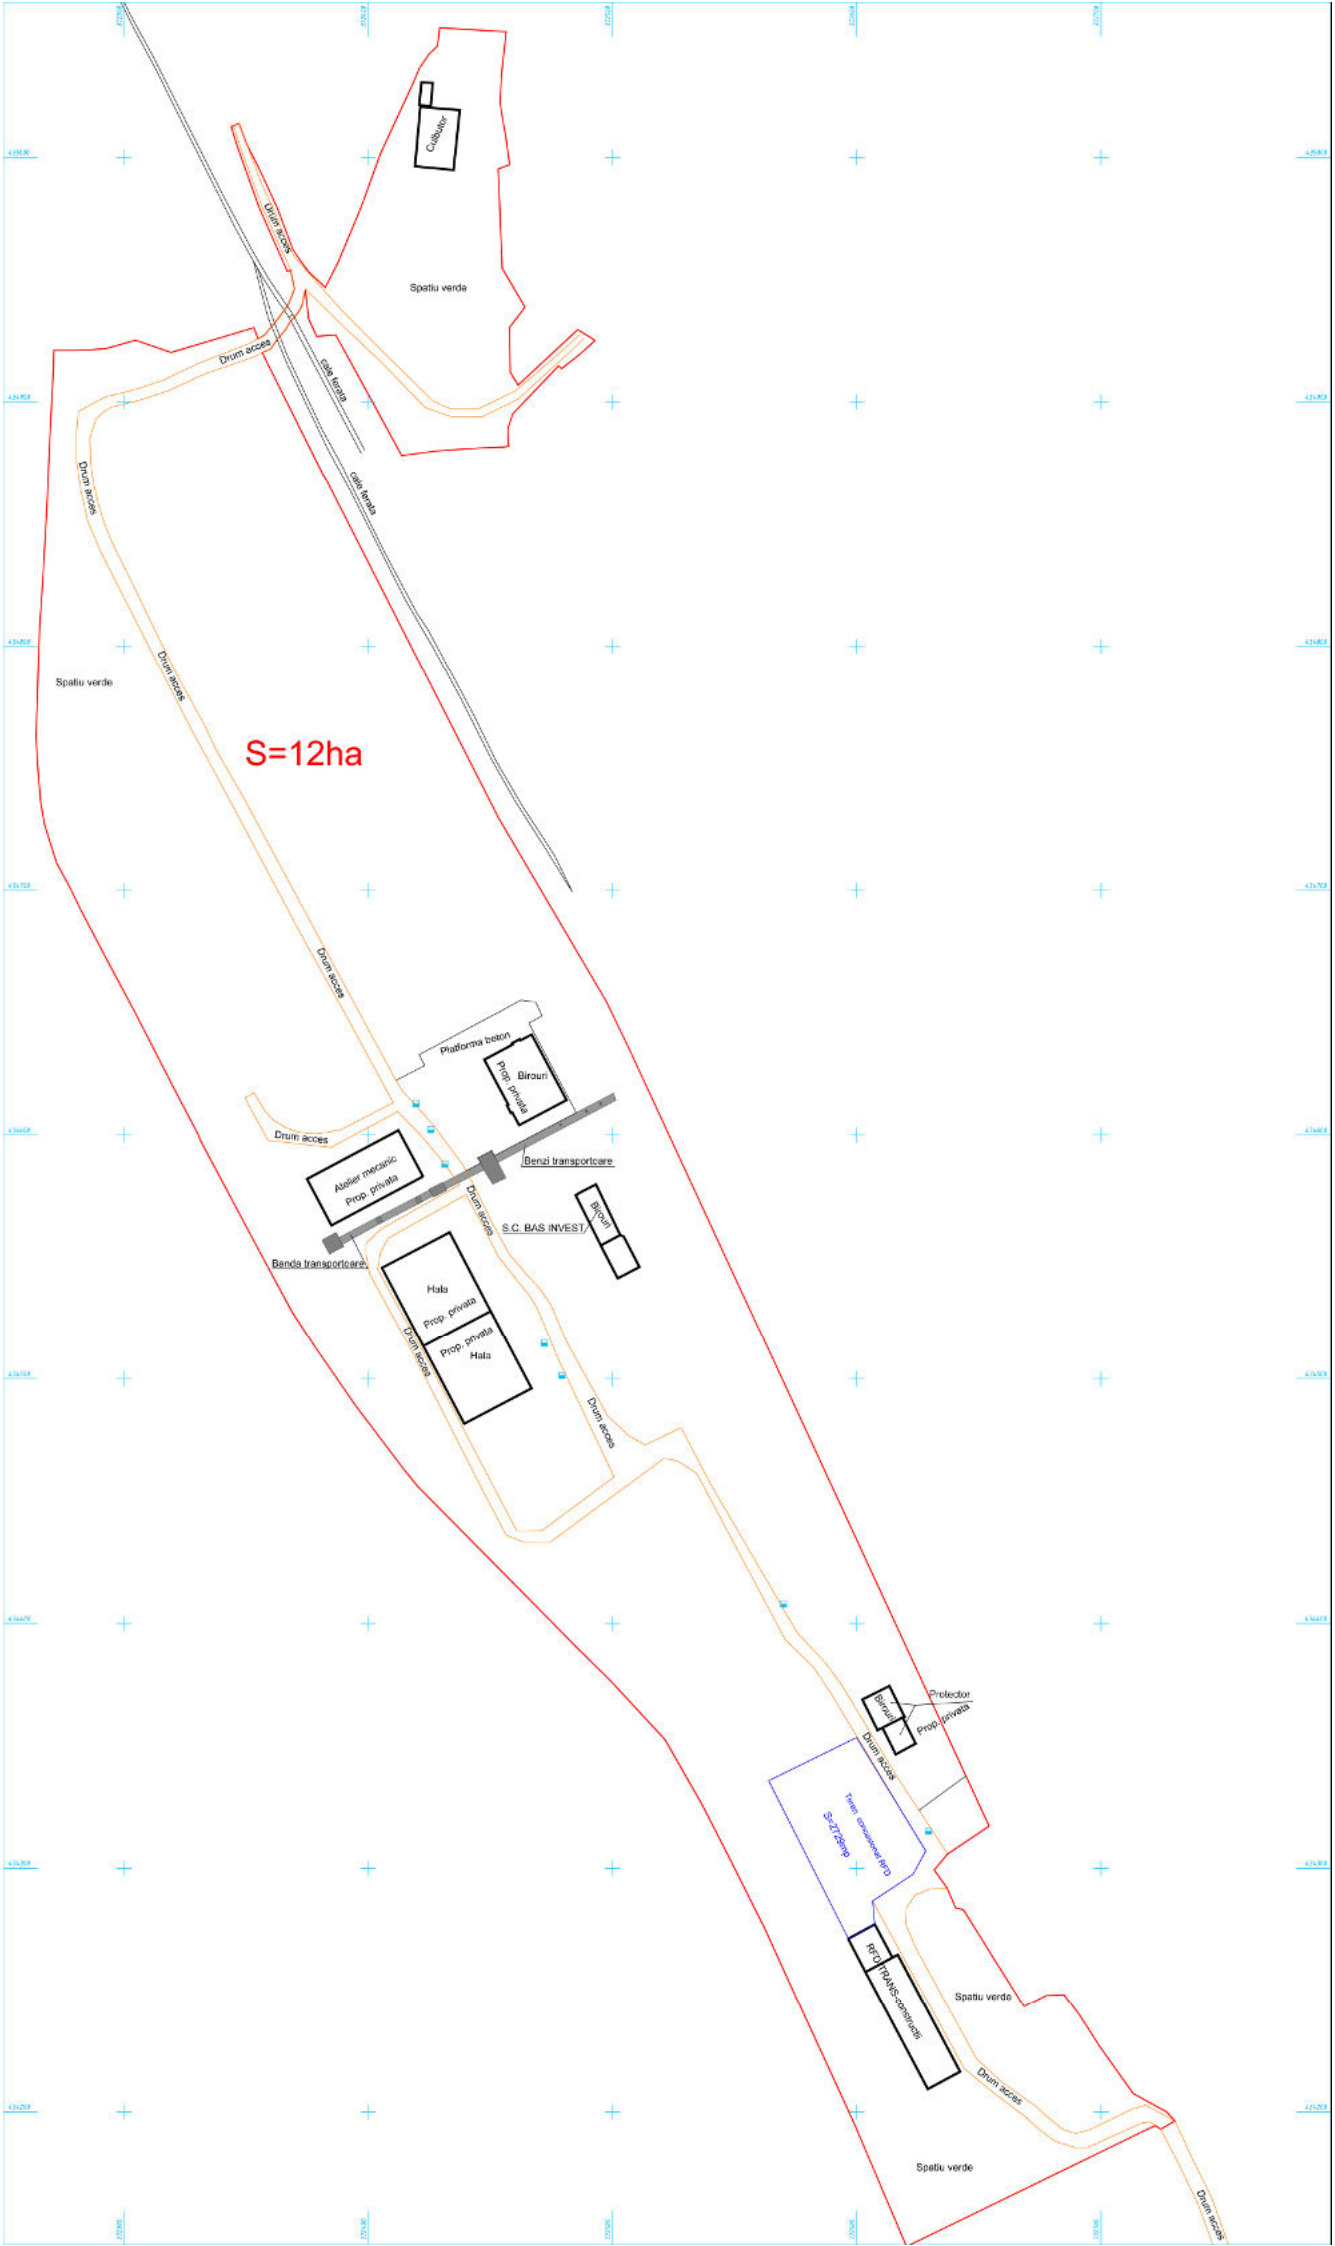 Culbutor
Drum acces
Spatiu verde
Drum acces
cale ferata
Drum acces
cale ferata
Drum acces
Spatiu verde
S=12ha
Drum acces
Platforma beton
Birouri
Prop. privata
Drum acces
Atelier mecanic
Prop. privata
Benzi transportoare
Drum acces
Birouri
S.C. BAS INVEST
Banda transportoare
Hala
Prop. privata
Prop. privata
Hala
Drum acces
Drum acces
Birouri
Protector
Prop. privata
Drum acces
Teren concesionat RFD
S=2729mp
RFD TRANS-constructii
Spatiu verde
Drum acces
Spatiu verde
Drum acces